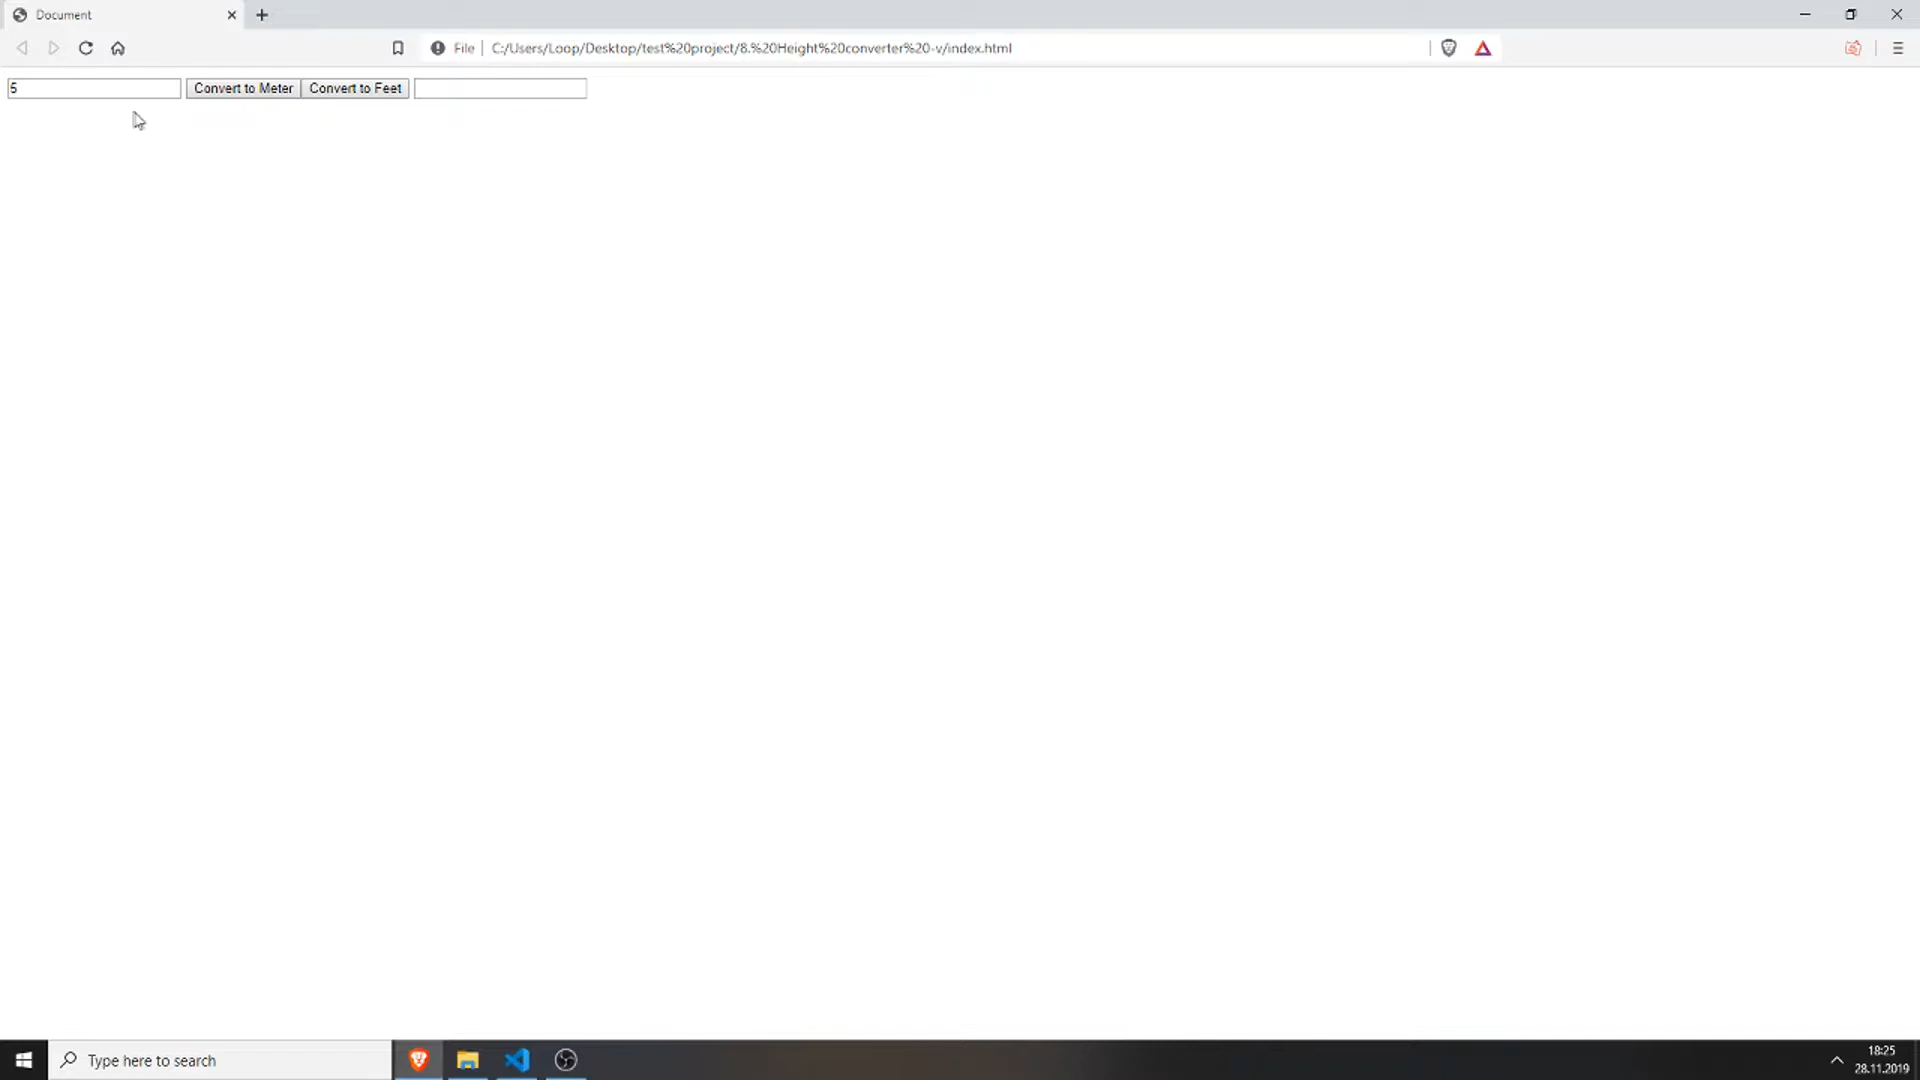 Document
File C:/Users/Loop/Desktop/test%20project/8.%20Height%20converter%20-v/index.html
5 Convert to Meter Convert to Feet
Type here to search
18:25
28.11.2019